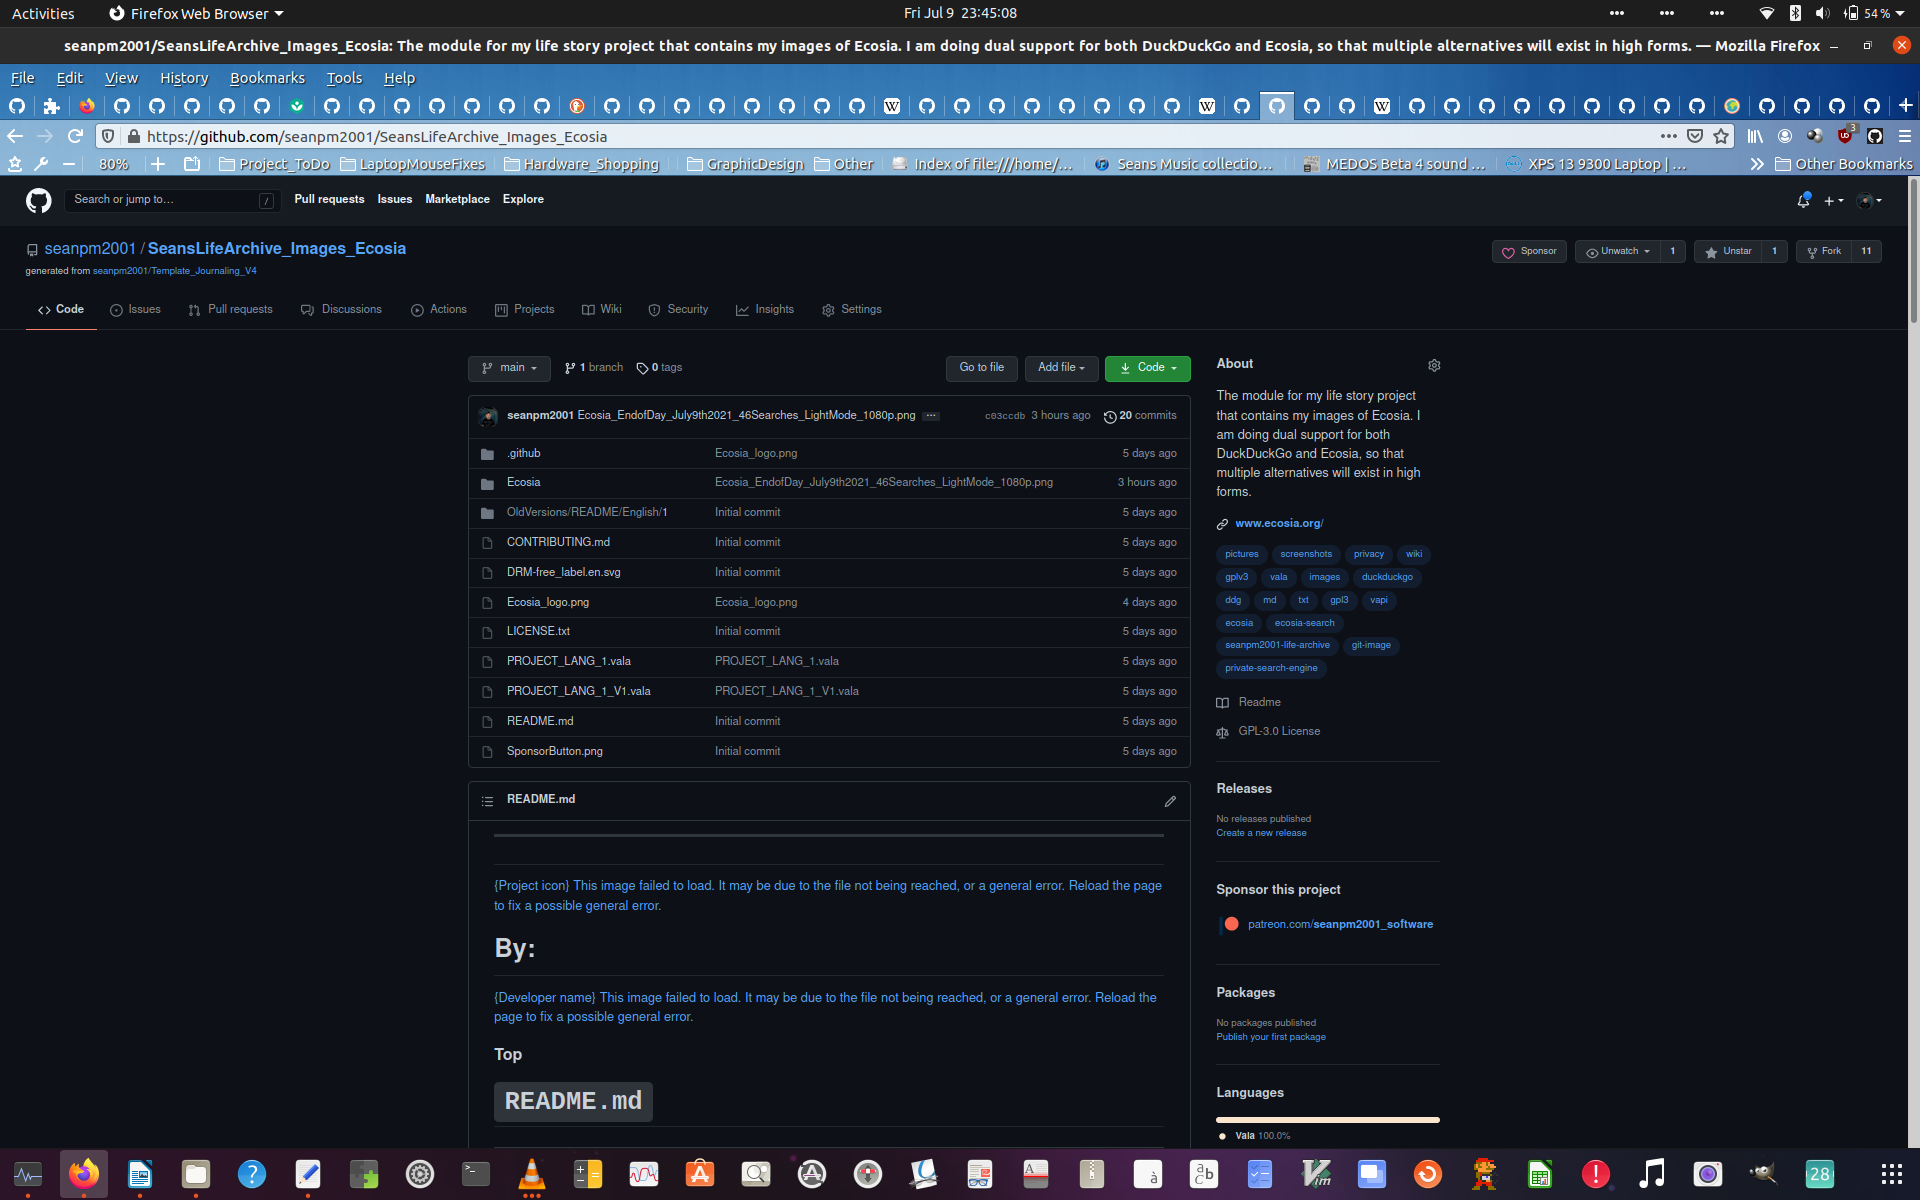 Activities Firefox Web Browser Fri Jul 9 23:45:08 54 %
seanpm2001/SeansLifeArchive_Images_Ecosia: The module for my life story project that contains my images of Ecosia. I am doing dual support for both DuckDuckGo and Ecosia, so that multiple alternatives will exist in high forms. — Mozilla Firefox
File Edit View History Bookmarks Tools Help
https://github.com/seanpm2001/SeansLifeArchive_Images_Ecosia 3
80% Project_ToDo LaptopMouseFixes Hardware_Shopping GraphicDesign Other Index of file:///home/… Seans Music collectio… MEDOS Beta 4 sound … XPS 13 9300 Laptop | … Other Bookmarks
Search or jump to… / Pull requests Issues Marketplace Explore
seanpm2001 / SeansLifeArchive_Images_Ecosia Sponsor Unwatch 1 Unstar 1 Fork 11
generated from seanpm2001/Template_Journaling_V4
Code Issues Pull requests Discussions Actions Projects Wiki Security Insights Settings
main 1 branch 0 tags Go to file Add file Code
seanpm2001 Ecosia_EndofDay_July9th2021_46Searches_LightMode_1080p.png … c03ccdb 3 hours ago 20 commits
.github Ecosia_logo.png 5 days ago
Ecosia Ecosia_EndofDay_July9th2021_46Searches_LightMode_1080p.png 3 hours ago
OldVersions/README/English/1 Initial commit 5 days ago
CONTRIBUTING.md Initial commit 5 days ago
DRM-free_label.en.svg Initial commit 5 days ago
Ecosia_logo.png Ecosia_logo.png 4 days ago
LICENSE.txt Initial commit 5 days ago
PROJECT_LANG_1.vala PROJECT_LANG_1.vala 5 days ago
PROJECT_LANG_1_V1.vala PROJECT_LANG_1_V1.vala 5 days ago
README.md Initial commit 5 days ago
SponsorButton.png Initial commit 5 days ago
README.md
{Project icon} This image failed to load. It may be due to the file not being reached, or a general error. Reload the page
to fix a possible general error.
By:
{Developer name} This image failed to load. It may be due to the file not being reached, or a general error. Reload the
page to fix a possible general error.
Top
README.md
About
The module for my life story project
that contains my images of Ecosia. I
am doing dual support for both
DuckDuckGo and Ecosia, so that
multiple alternatives will exist in high
forms.
www.ecosia.org/
pictures screenshots privacy wiki
gplv3 vala images duckduckgo
ddg md txt gpl3 vapi
ecosia ecosia-search
seanpm2001-life-archive git-image
private-search-engine
Readme
GPL-3.0 License
Releases
No releases published
Create a new release
Sponsor this project
patreon.com/seanpm2001_software
Packages
No packages published
Publish your first package
Languages
Vala 100.0%
28